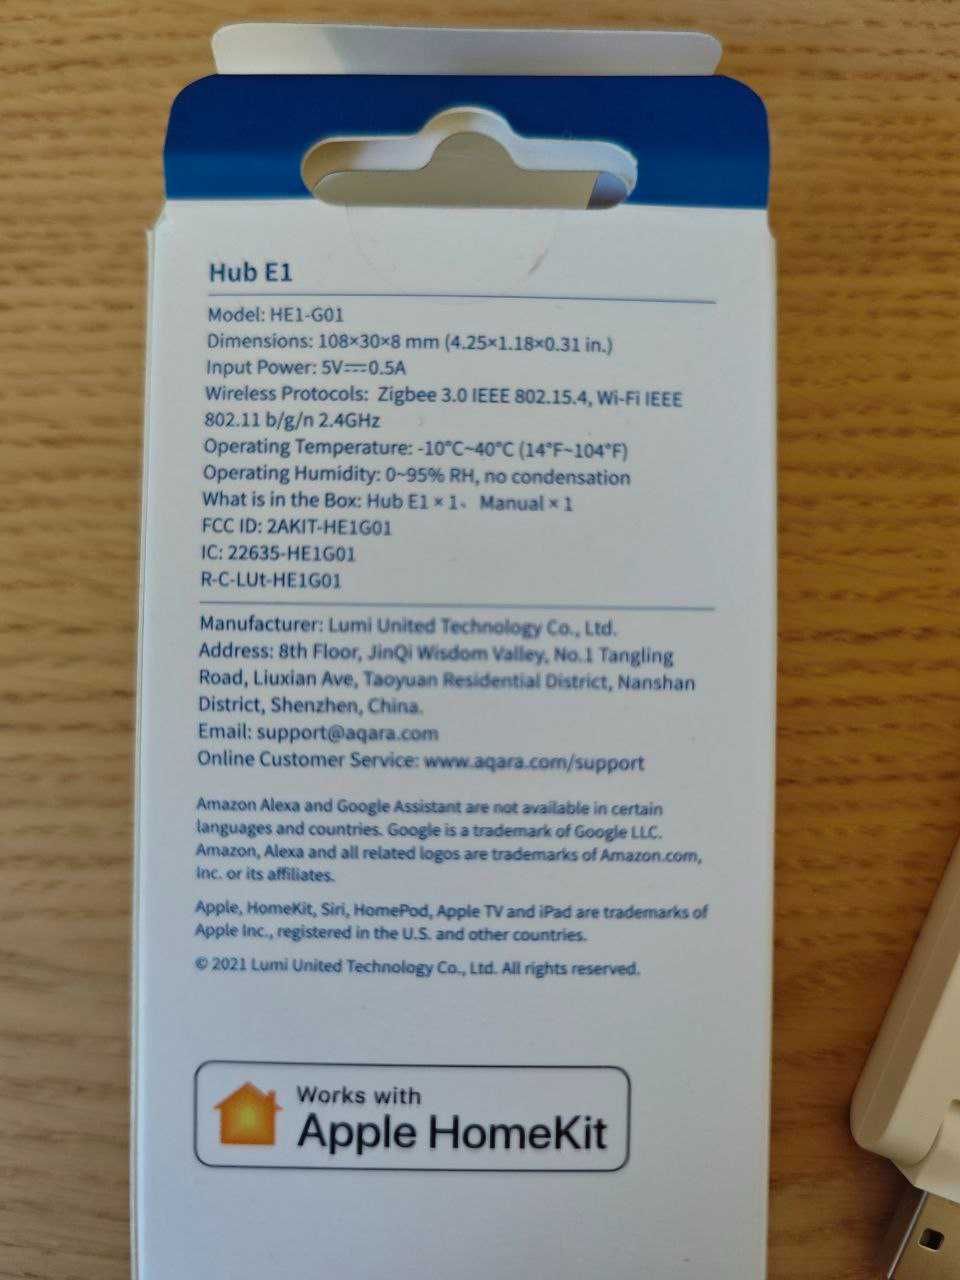 Hub E1
Model: HE1-G01
Dimensions: 108×30×8 mm (4.25×1.18×0.31 in.)
Input Power: 5V⎓0.5A
Wireless Protocols: Zigbee 3.0 IEEE 802.15.4, Wi-Fi IEEE
802.11 b/g/n 2.4GHz
Operating Temperature: -10°C~40°C (14°F~104°F)
Operating Humidity: 0~95% RH, no condensation
What is in the Box: Hub E1 × 1、 Manual × 1
FCC ID: 2AKIT-HE1G01
IC: 22635-HE1G01
R-C-LUt-HE1G01
Manufacturer: Lumi United Technology Co., Ltd.
Address: 8th Floor, JinQi Wisdom Valley, No.1 Tangling
Road, Liuxian Ave, Taoyuan Residential District, Nanshan
District, Shenzhen, China.
Email: support@aqara.com
Online Customer Service: www.aqara.com/support
Amazon Alexa and Google Assistant are not available in certain
languages and countries. Google is a trademark of Google LLC.
Amazon, Alexa and all related logos are trademarks of Amazon.com,
Inc. or its affiliates.
Apple, HomeKit, Siri, HomePod, Apple TV and iPad are trademarks of
Apple Inc., registered in the U.S. and other countries.
© 2021 Lumi United Technology Co., Ltd. All rights reserved.
Works with
Apple HomeKit